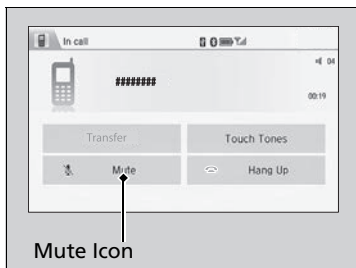 In call
04
########
00:19
Transfer
Touch Tones
Mute
Hang Up
Mute Icon